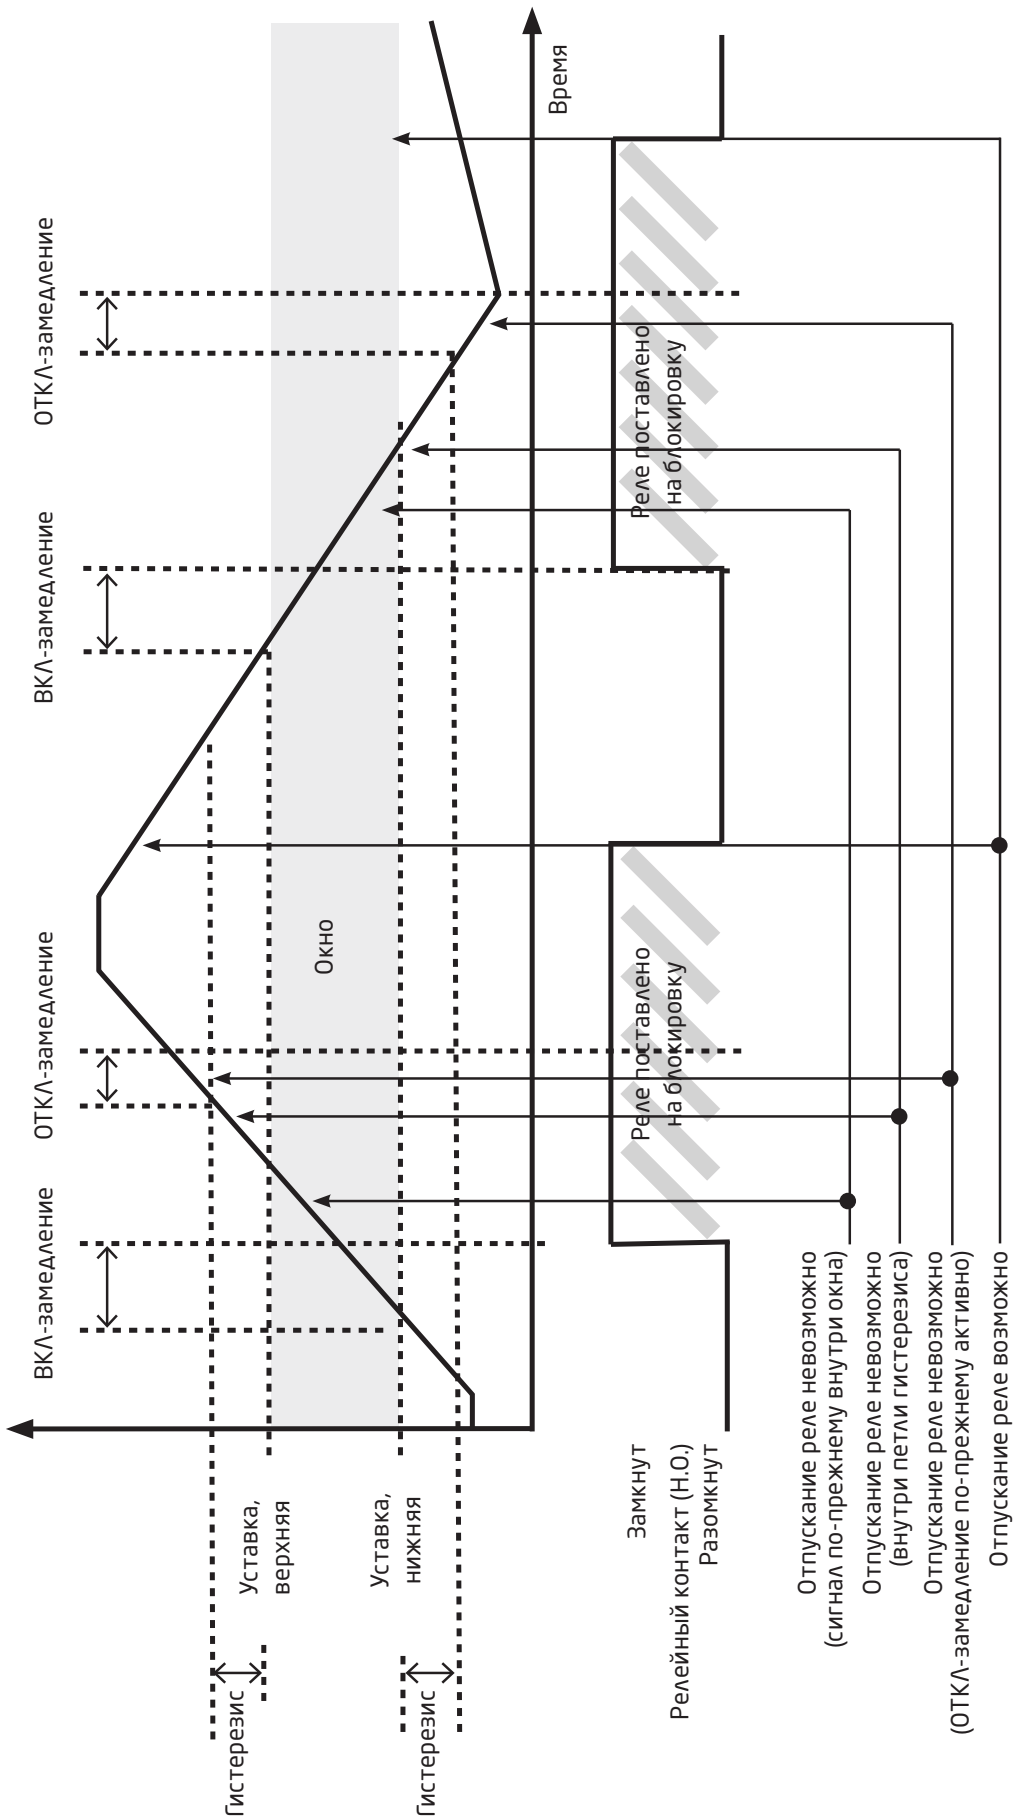 ВКЛ-замедление
ОТКЛ-замедление
ВКЛ-замедление
ОТКЛ-замедление
Гистерезис
Уставка,
верхняя
Окно
Гистерезис
Уставка,
нижняя
Время
Замкнут
Релейный контакт (Н.О.)
Разомкнут
Реле поставлено
на блокировку
Реле поставлено
на блокировку
Отпускание реле невозможно
(сигнал по-прежнему внутри окна)
Отпускание реле невозможно
(внутри петли гистерезиса)
Отпускание реле невозможно
(ОТКЛ-замедление по-прежнему активно)
Отпускание реле возможно